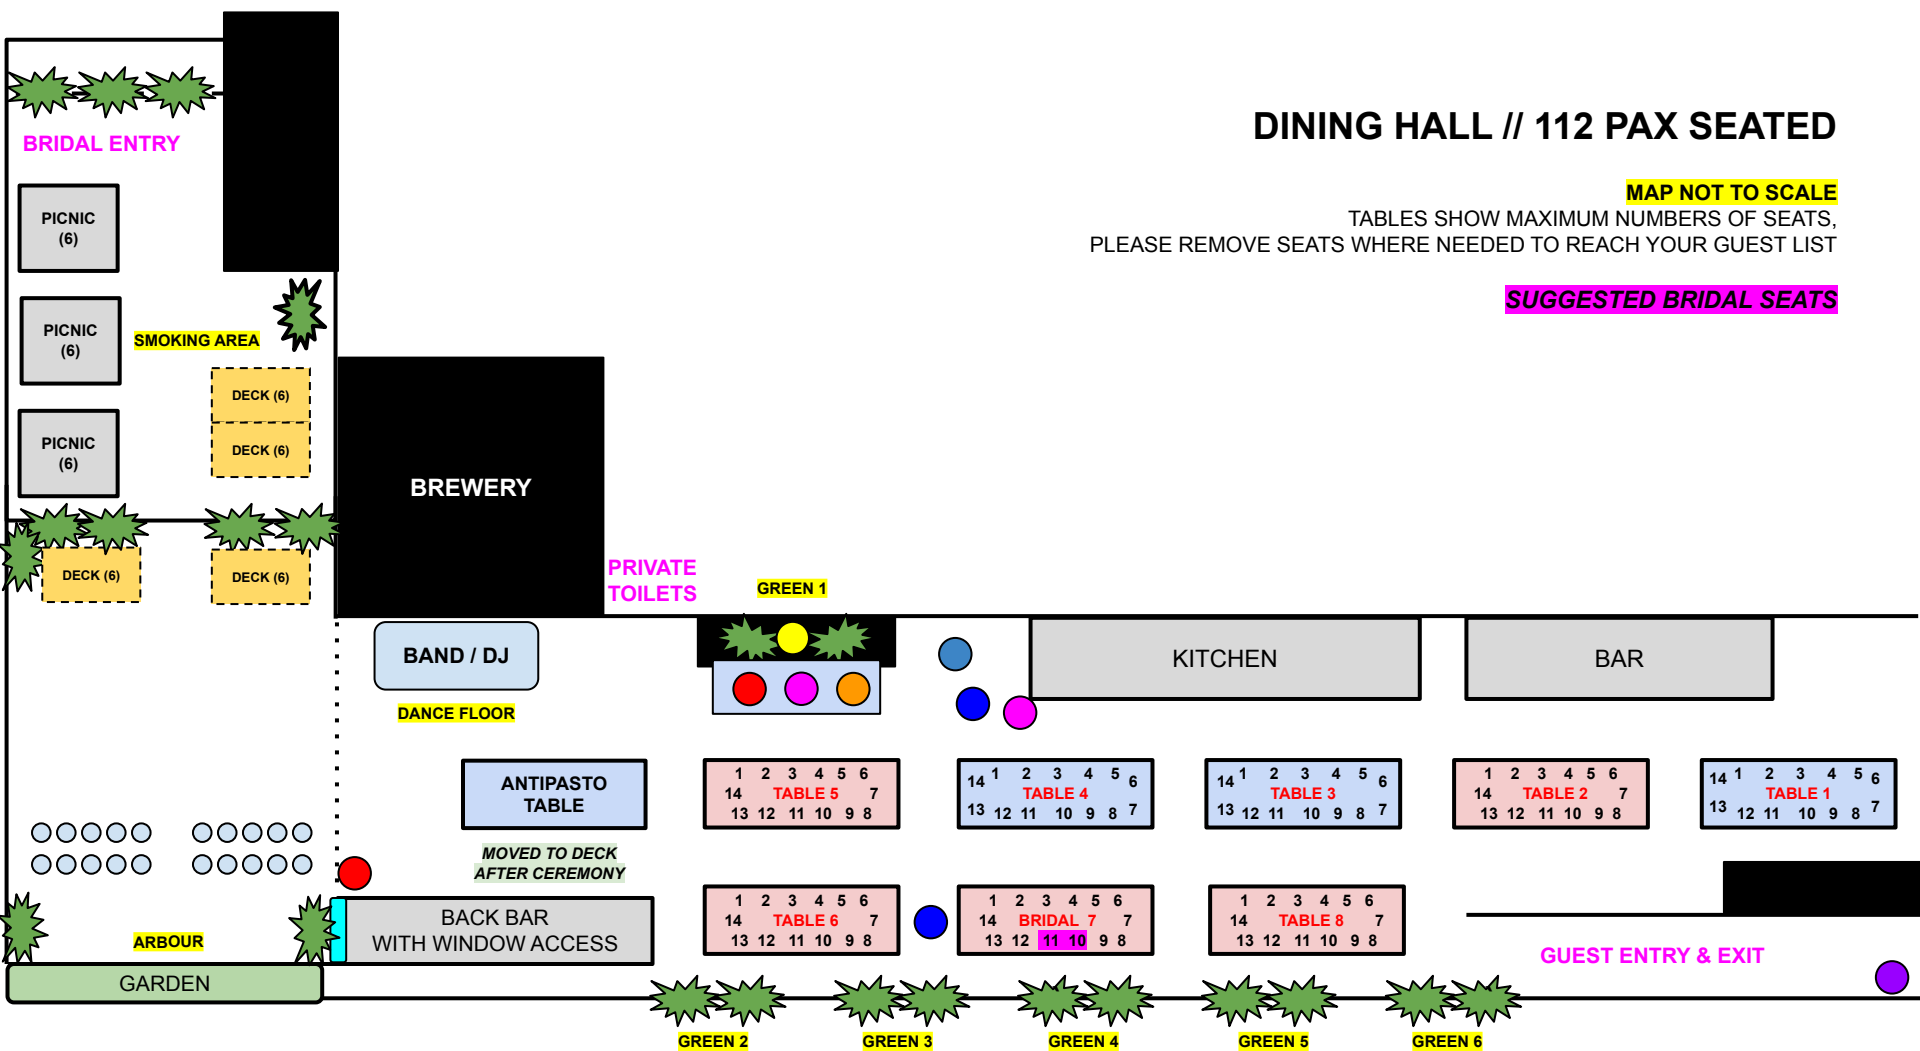 DINING HALL // 112 PAX SEATED
MAP NOT TO SCALE
TABLES SHOW MAXIMUM NUMBERS OF SEATS,
PLEASE REMOVE SEATS WHERE NEEDED TO REACH YOUR GUEST LIST
SUGGESTED BRIDAL SEATS
BRIDAL ENTRY
PICNIC
(6)
PICNIC
(6)
SMOKING AREA
DECK (6)
DECK (6)
PICNIC
(6)
BREWERY
DECK (6)
DECK (6)
PRIVATE
TOILETS
GREEN 1
BAND / DJ
DANCE FLOOR
KITCHEN
BAR
ANTIPASTO
TABLE
MOVED TO DECK
AFTER CEREMONY
1 2 3 4 5 6
14 TABLE 5 7
13 12 11 10 9 8
14 1 2 3 4 5 6
TABLE 4
13 12 11 10 9 8 7
14 1 2 3 4 5 6
TABLE 3
13 12 11 10 9 8 7
1 2 3 4 5 6
14 TABLE 2 7
13 12 11 10 9 8
14 1 2 3 4 5 6
TABLE 1
13 12 11 10 9 8 7
1 2 3 4 5 6
14 TABLE 6 7
13 12 11 10 9 8
1 2 3 4 5 6
14 BRIDAL 7 7
13 12 11 10 9 8
1 2 3 4 5 6
14 TABLE 8 7
13 12 11 10 9 8
BACK BAR
WITH WINDOW ACCESS
ARBOUR
GARDEN
GUEST ENTRY & EXIT
GREEN 2
GREEN 3
GREEN 4
GREEN 5
GREEN 6